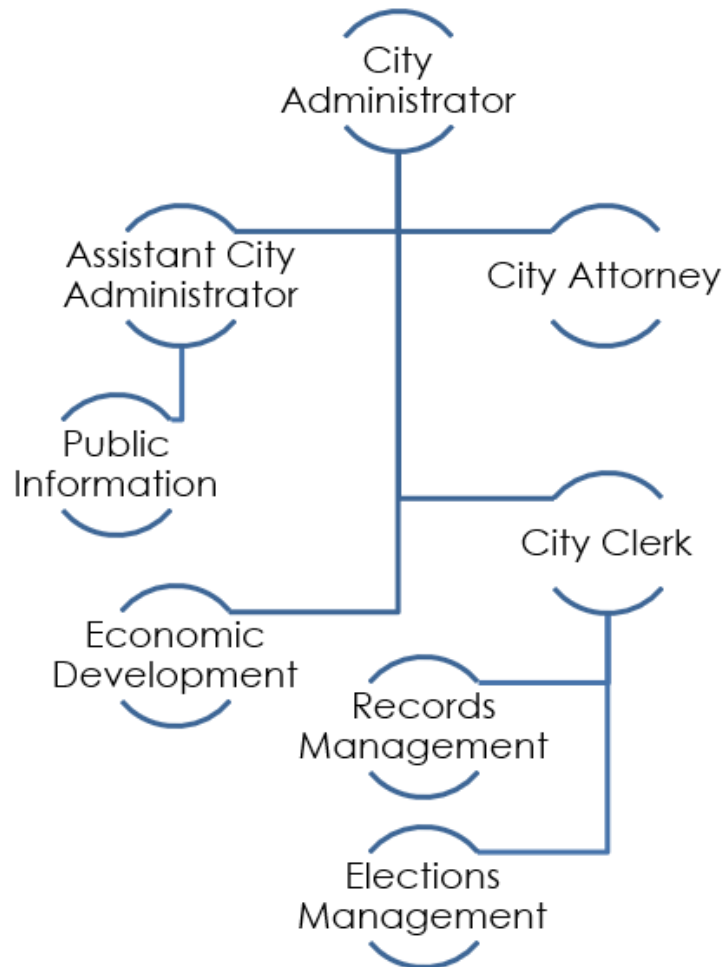 City
Administrator
Assistant City
Administrator
City Attorney
Public
Information
City Clerk
Economic
Development
Records
Management
Elections
Management